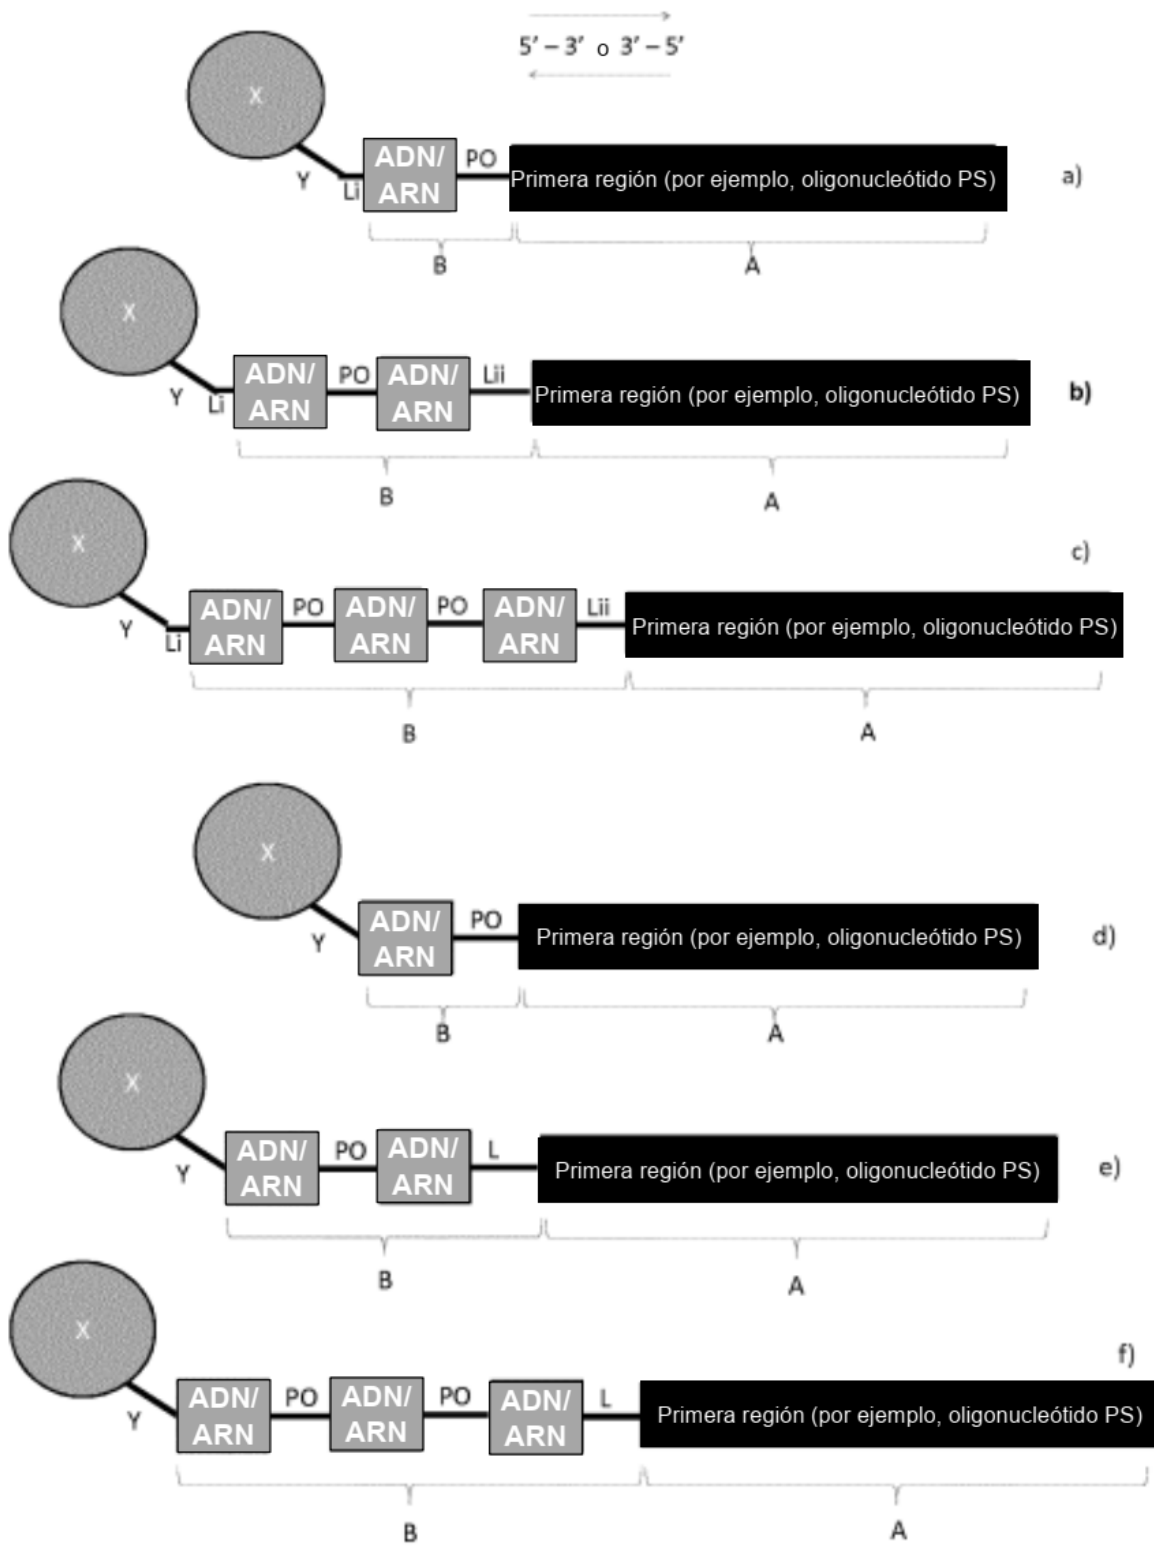 5' – 3' o 3' – 5'
X
ADN/
ARN
PO
Primera región (por ejemplo, oligonucleótido PS)
a)
Y
Li
B
A
X
ADN/
ARN
PO
ADN/
ARN
Lii
Primera región (por ejemplo, oligonucleótido PS)
b)
Y
Li
B
A
c)
X
ADN/
ARN
PO
ADN/
ARN
PO
ADN/
ARN
Lii
Primera región (por ejemplo, oligonucleótido PS)
Y
Li
B
A
X
ADN/
ARN
PO
Primera región (por ejemplo, oligonucleótido PS)
d)
Y
B
A
X
ADN/
ARN
PO
ADN/
ARN
L
Primera región (por ejemplo, oligonucleótido PS)
e)
Y
B
A
f)
X
ADN/
ARN
PO
ADN/
ARN
PO
ADN/
ARN
L
Primera región (por ejemplo, oligonucleótido PS)
Y
B
A